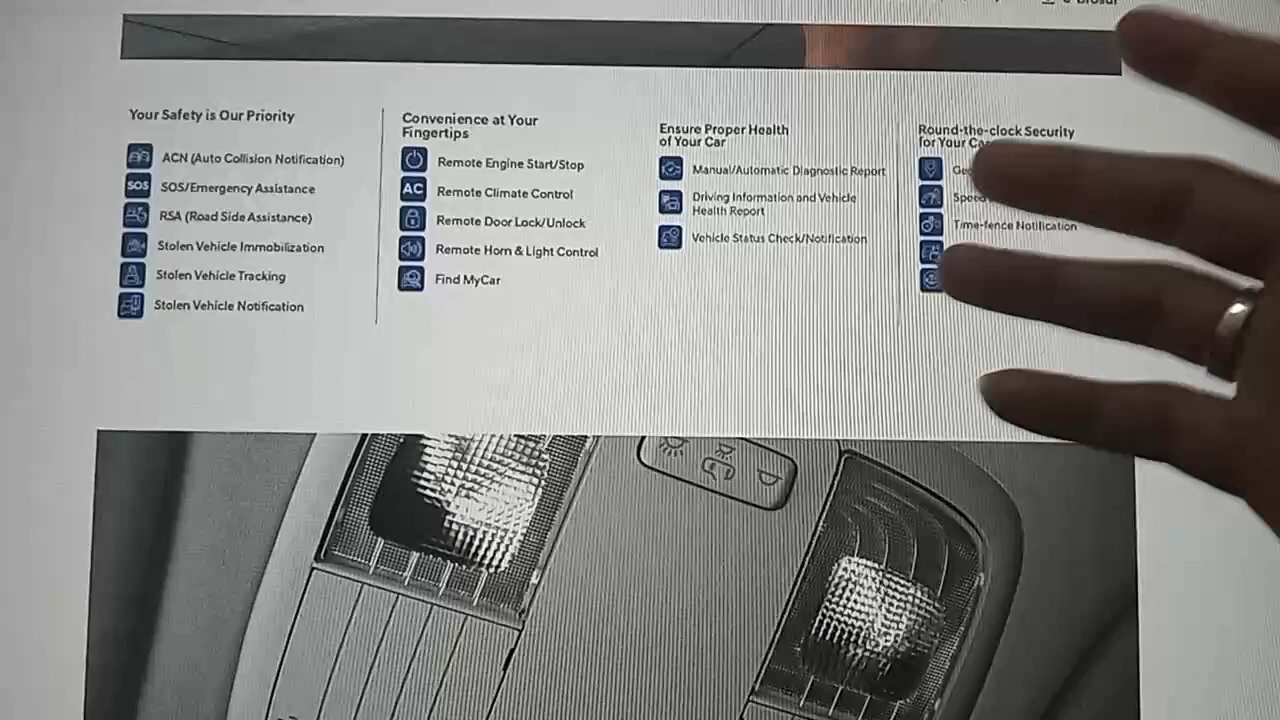 Your Safety is Our Priority
ACN (Auto Collision Notification)
SOS
SOS/Emergency Assistance
RSA (Road Side Assistance)
Stolen Vehicle Immobilization
Stolen Vehicle Tracking
Stolen Vehicle Notification
Convenience at Your
Fingertips
Remote Engine Start/Stop
AC
Remote Climate Control
Remote Door Lock/Unlock
Remote Horn & Light Control
Find MyCar
Ensure Proper Health
of Your Car
Manual/Automatic Diagnostic Report
Driving Information and Vehicle
Health Report
Vehicle Status Check/Notification
Round-the-clock Security
for Your
Time-fence Notification